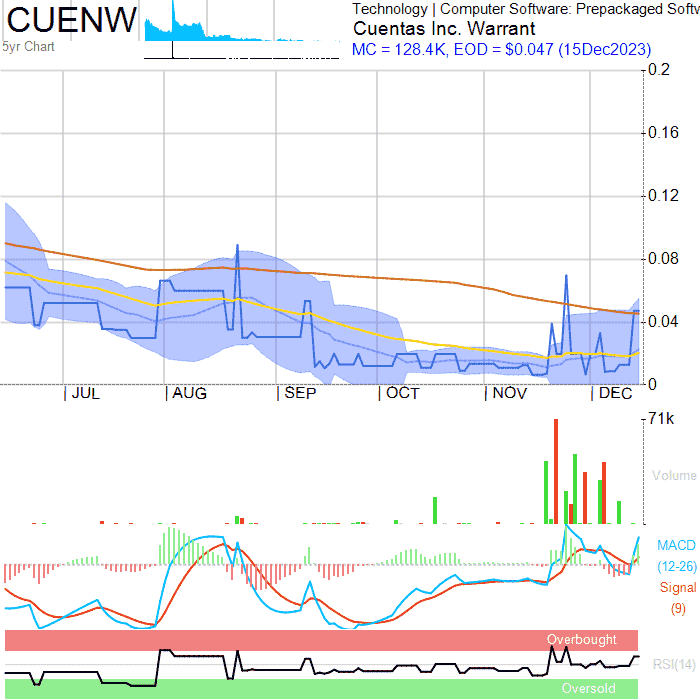 CUENW
5yr Chart
Technology | Computer Software: Prepackaged Softw
Cuentas Inc. Warrant
MC = 128.4K, EOD = $0.047 (15Dec2023)
0.2
0.16
0.12
0.08
0.04
0
JUL
AUG
SEP
OCT
NOV
DEC
71k
Volume
MACD
(12-26)
Signal
(9)
Overbought
RSI(14)
Oversold